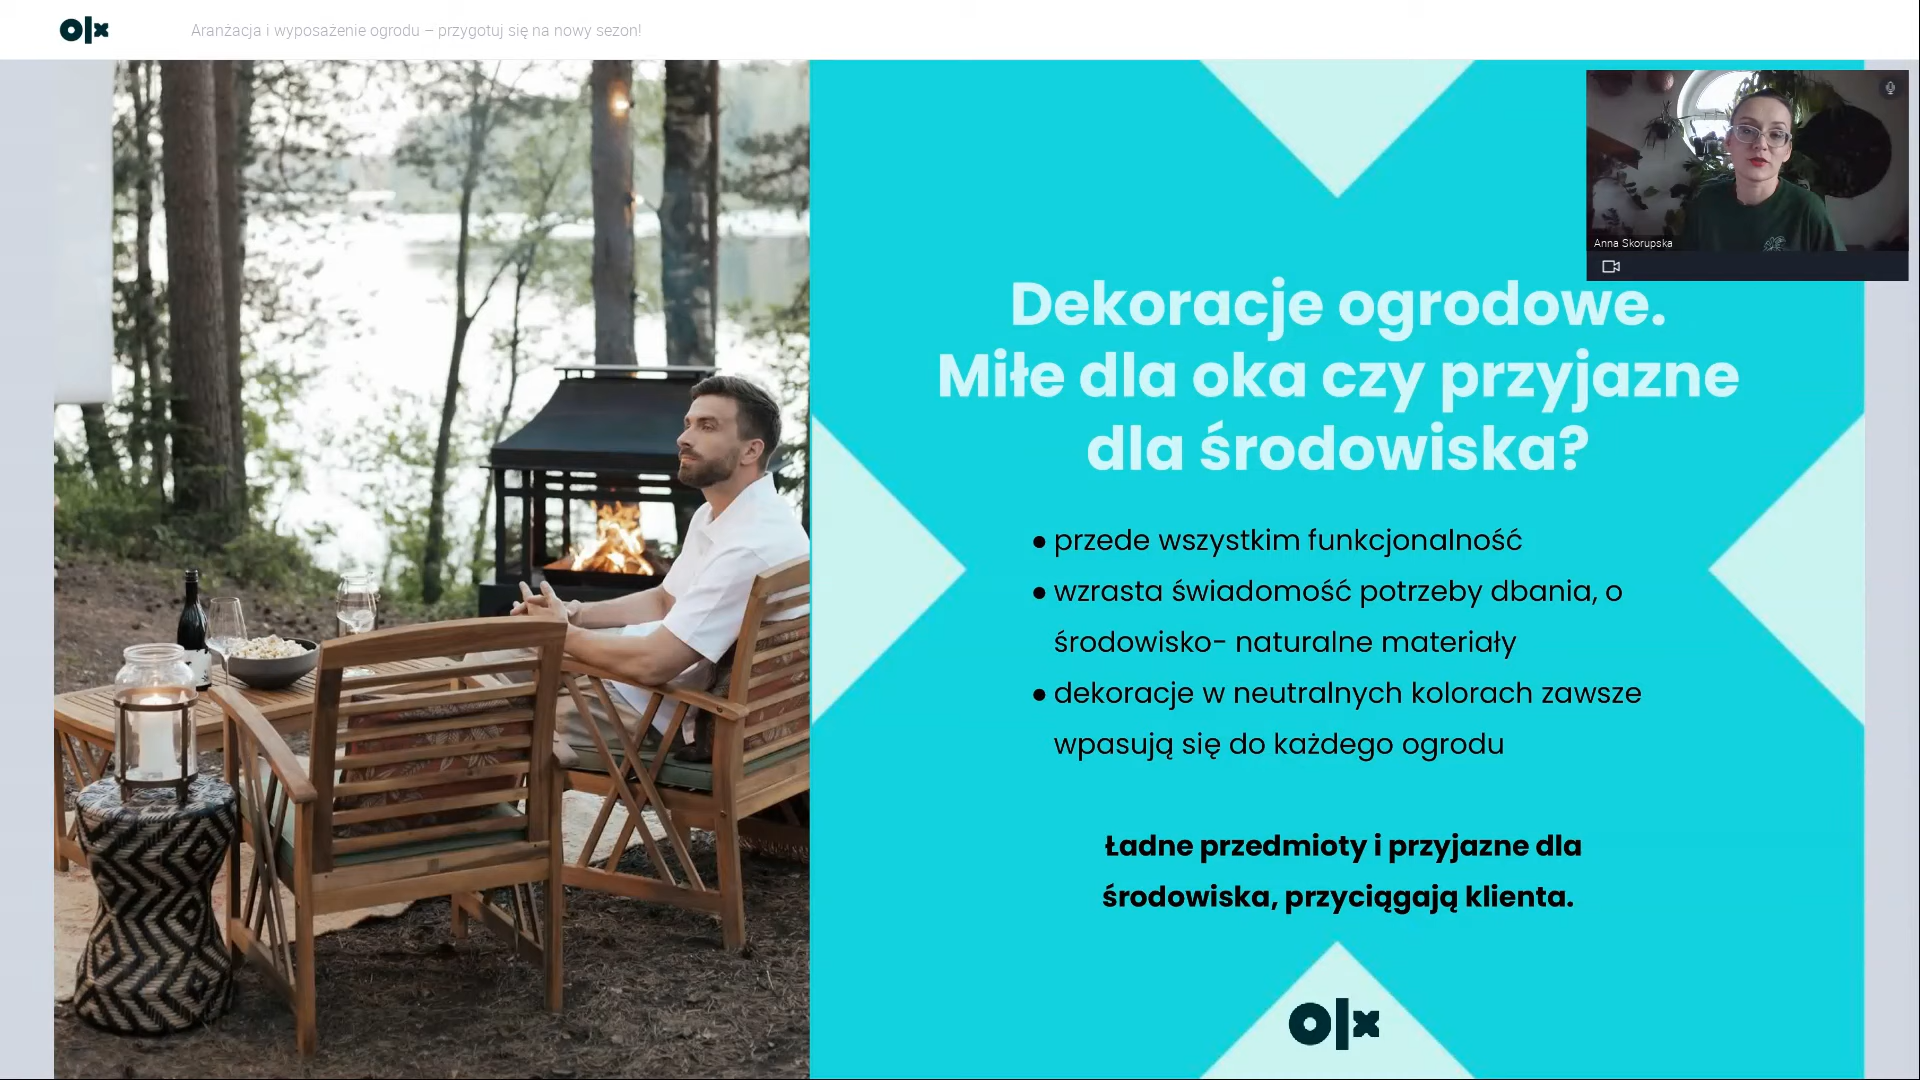 olx
Aranżacja i wyposażenie ogrodu – przygotuj się na nowy sezon!
Anna Skorupska
Dekoracje ogrodowe.
Miłe dla oka czy przyjazne
dla środowiska?
● przede wszystkim funkcjonalność
● wzrasta świadomość potrzeby dbania, o
środowisko- naturalne materiały
● dekoracje w neutralnych kolorach zawsze
wpasują się do każdego ogrodu
Ładne przedmioty i przyjazne dla
środowiska, przyciągają klienta.
olx